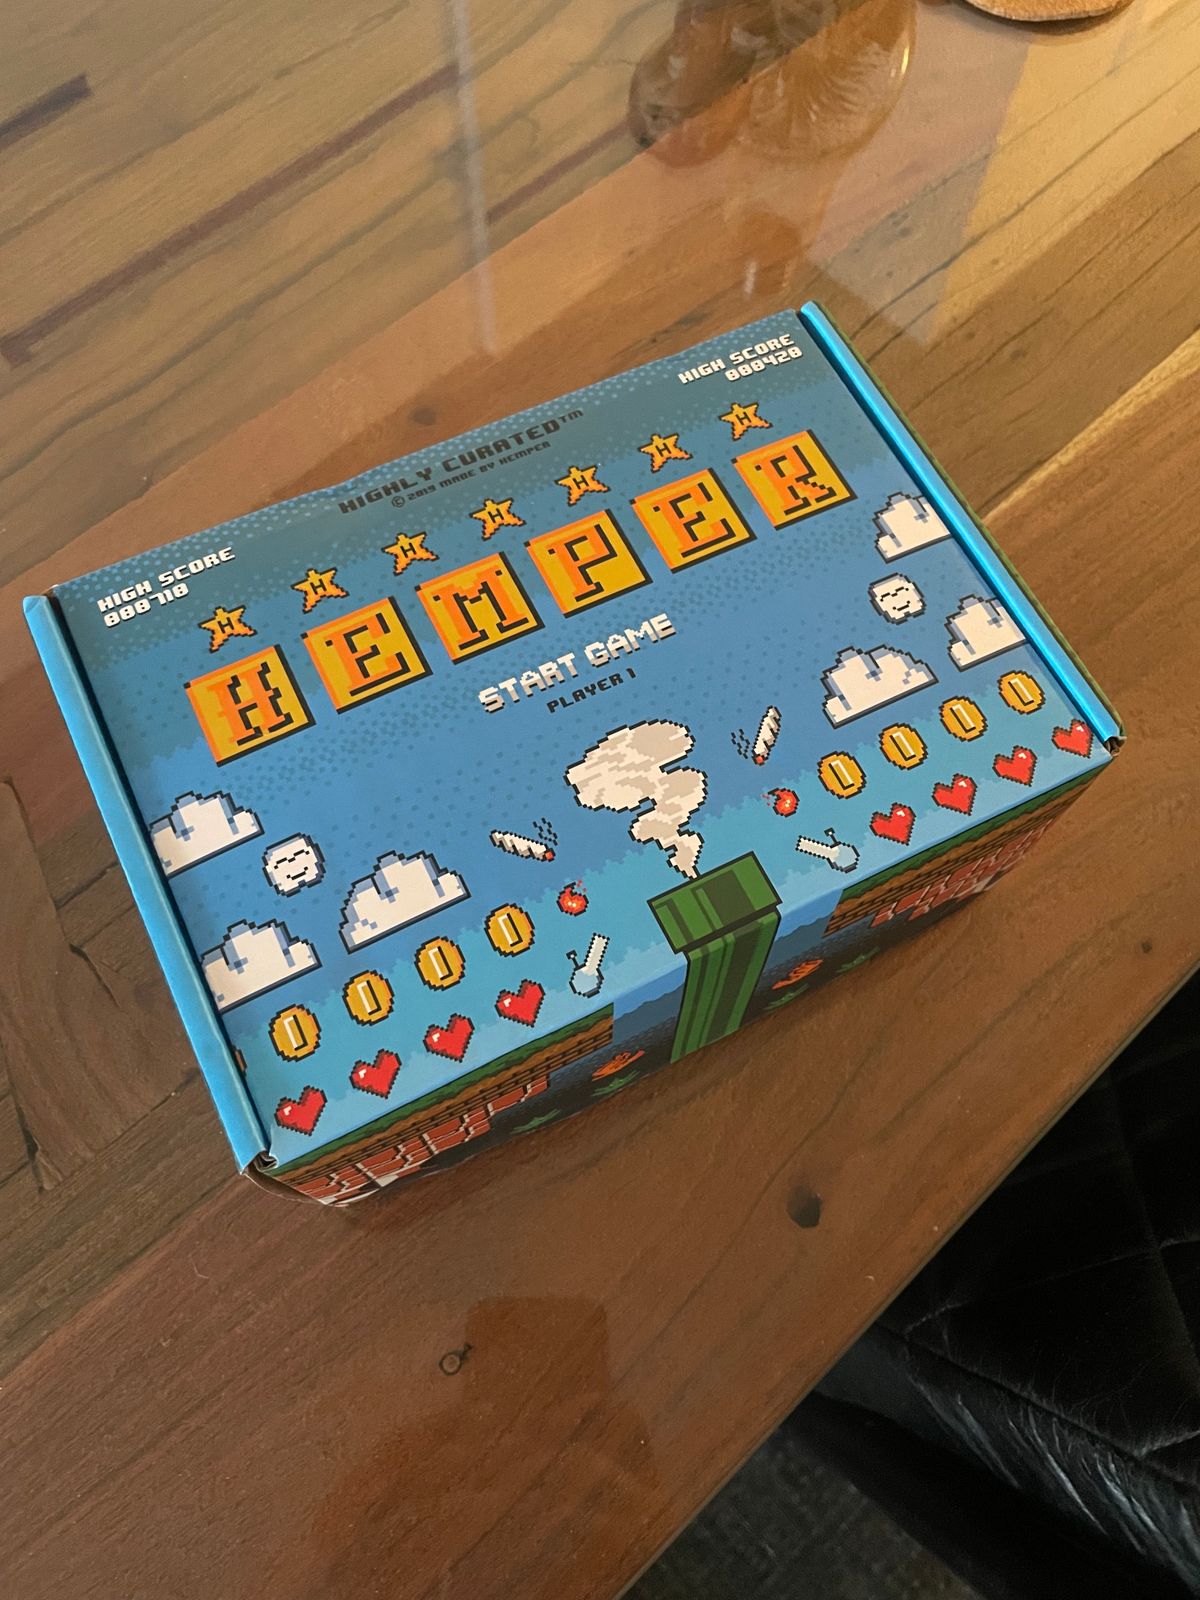 HIGH SCORE
000420
HIGHLY CURATED™
© 2019 MADE BY HEMPER
HIGH SCORE
000710
H H H H H H H
HEMPER
START GAME
PLAYER 1